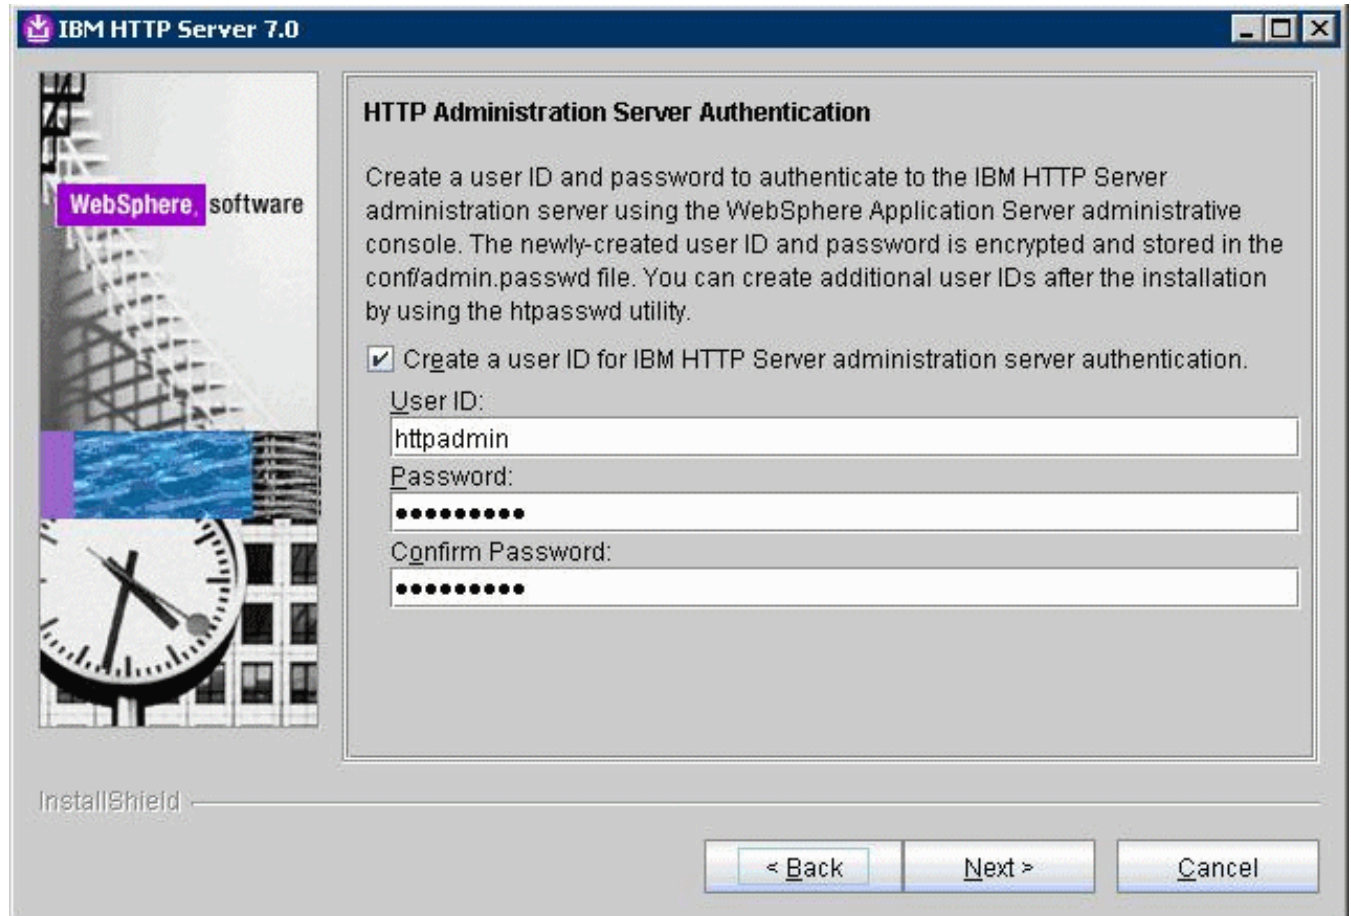 IBM HTTP Server 7.0
WebSphere. software
HTTP Administration Server Authentication
Create a user ID and password to authenticate to the IBM HTTP Server
administration server using the WebSphere Application Server administrative
console. The newly-created user ID and password is encrypted and stored in the
conf/admin.passwd file. You can create additional user IDs after the installation
by using the htpasswd utility.
Create a user ID for IBM HTTP Server administration server authentication.
User ID:
httpadmin
Password:
•••••••••
Confirm Password:
•••••••••
InstallShield
< Back
Next >
Cancel